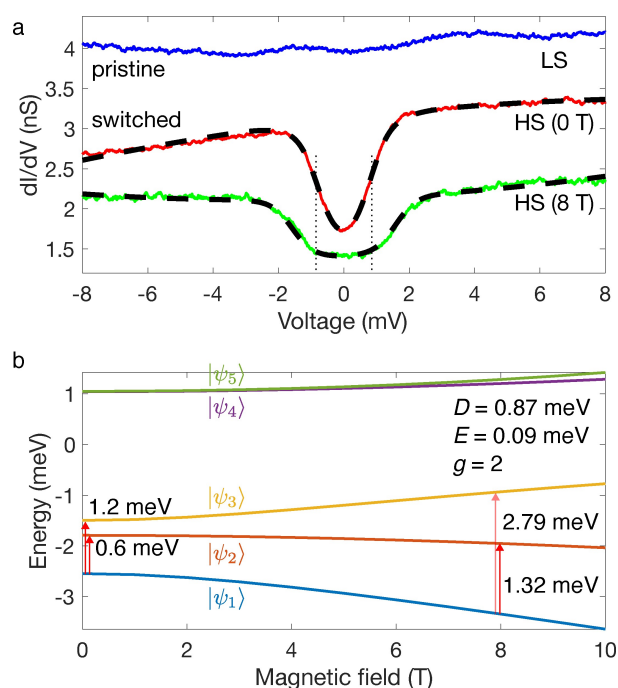 a
pristine
LS
switched
HS (0 T)
HS (8 T)
dI/dV (nS)
4
3.5
3
2.5
2
1.5
-8 -6 -4 -2 0 2 4 6 8
Voltage (mV)
b
|ψ5⟩
|ψ4⟩
D = 0.87 meV
E = 0.09 meV
g = 2
|ψ3⟩
1.2 meV
0.6 meV
2.79 meV
|ψ2⟩
1.32 meV
|ψ1⟩
Energy (meV)
1
0
-1
-2
-3
0 2 4 6 8 10
Magnetic field (T)